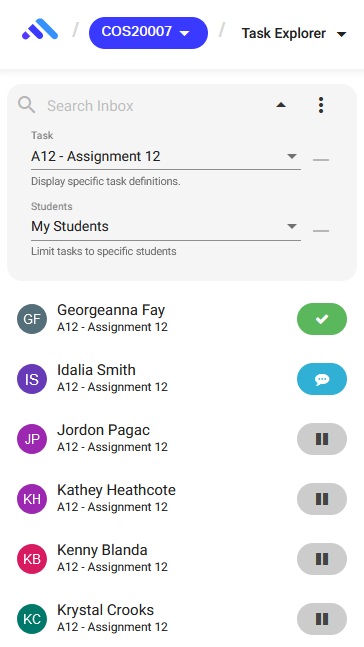 COS20007
Task Explorer
Search Inbox
Task
A12 - Assignment 12
Display specific task definitions.
Students
My Students
Limit tasks to specific students
GF
Georgeanna Fay
A12 - Assignment 12
IS
Idalia Smith
A12 - Assignment 12
JP
Jordon Pagac
A12 - Assignment 12
KH
Kathey Heathcote
A12 - Assignment 12
KB
Kenny Blanda
A12 - Assignment 12
KC
Krystal Crooks
A12 - Assignment 12